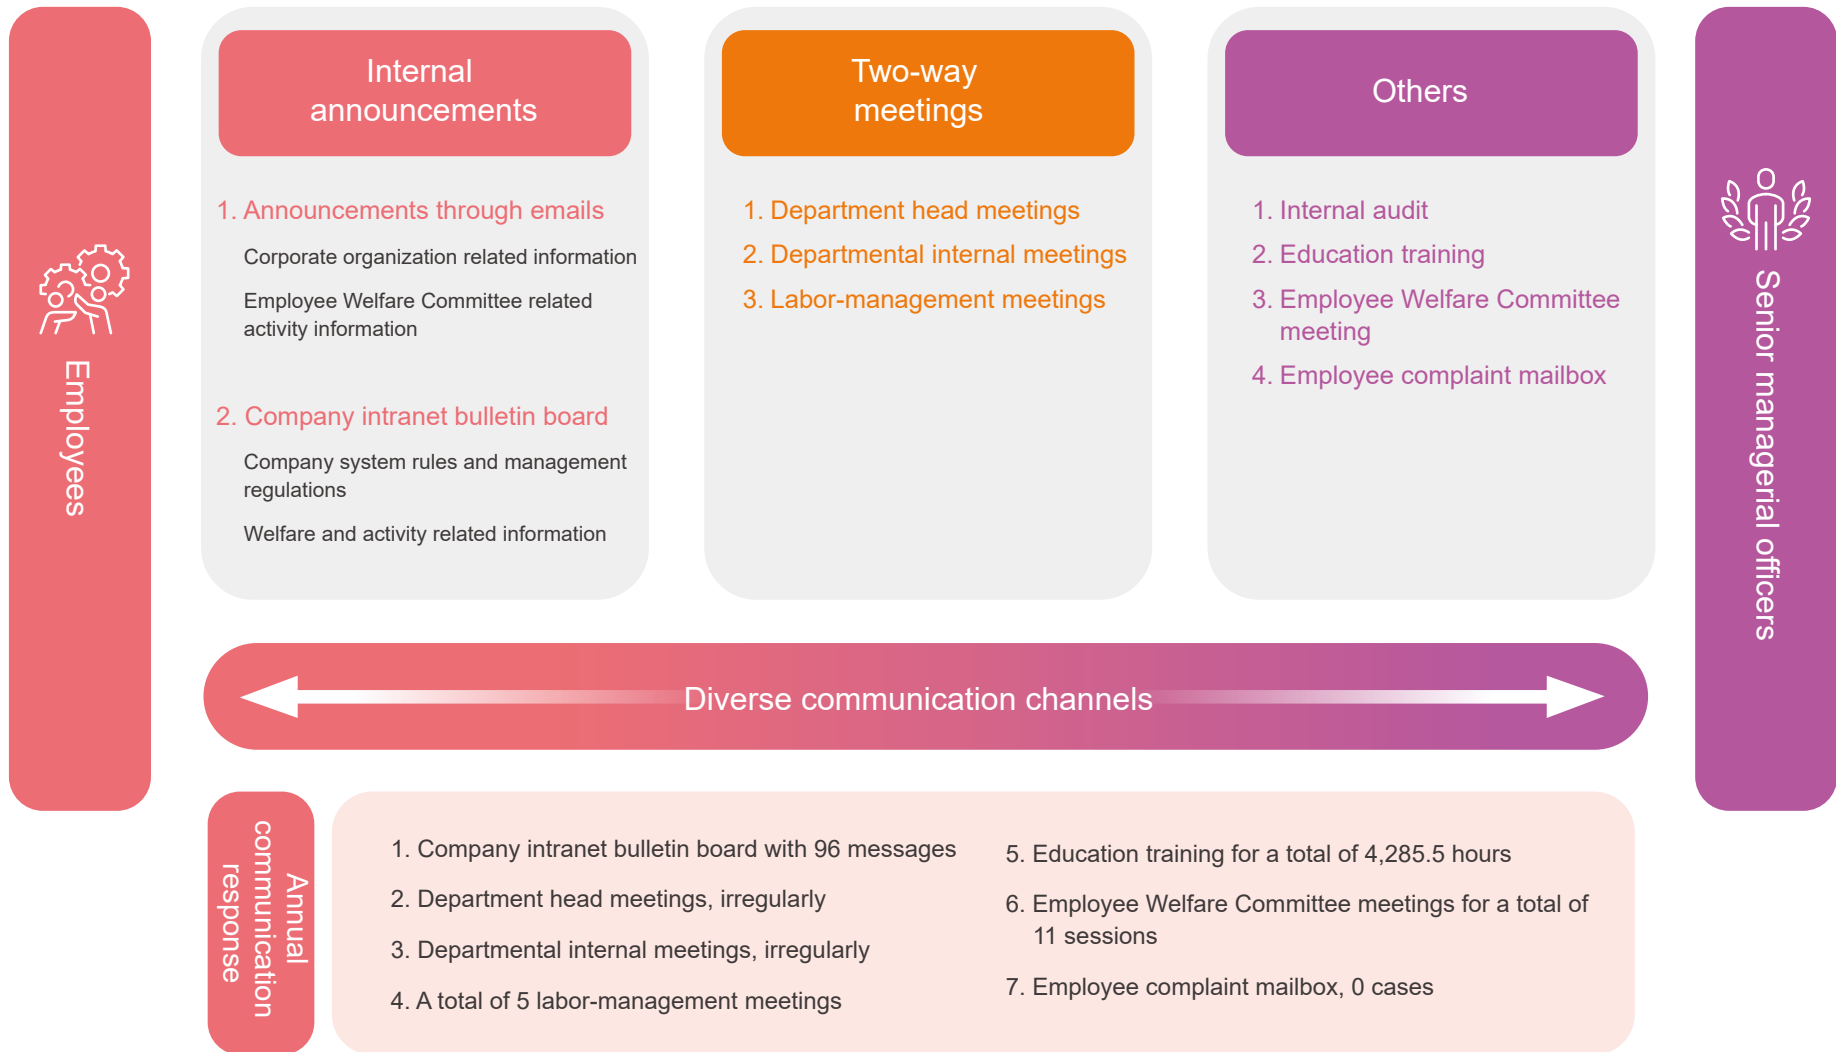 Employees
Internal
announcements
1. Announcements through emails
Corporate organization related information
Employee Welfare Committee related
activity information
2. Company intranet bulletin board
Company system rules and management
regulations
Welfare and activity related information
Two-way
meetings
1. Department head meetings
2. Departmental internal meetings
3. Labor-management meetings
Others
1. Internal audit
2. Education training
3. Employee Welfare Committee
meeting
4. Employee complaint mailbox
Senior managerial officers
Diverse communication channels
Annual
communication
response
1. Company intranet bulletin board with 96 messages
2. Department head meetings, irregularly
3. Departmental internal meetings, irregularly
4. A total of 5 labor-management meetings
5. Education training for a total of 4,285.5 hours
6. Employee Welfare Committee meetings for a total of
11 sessions
7. Employee complaint mailbox, 0 cases